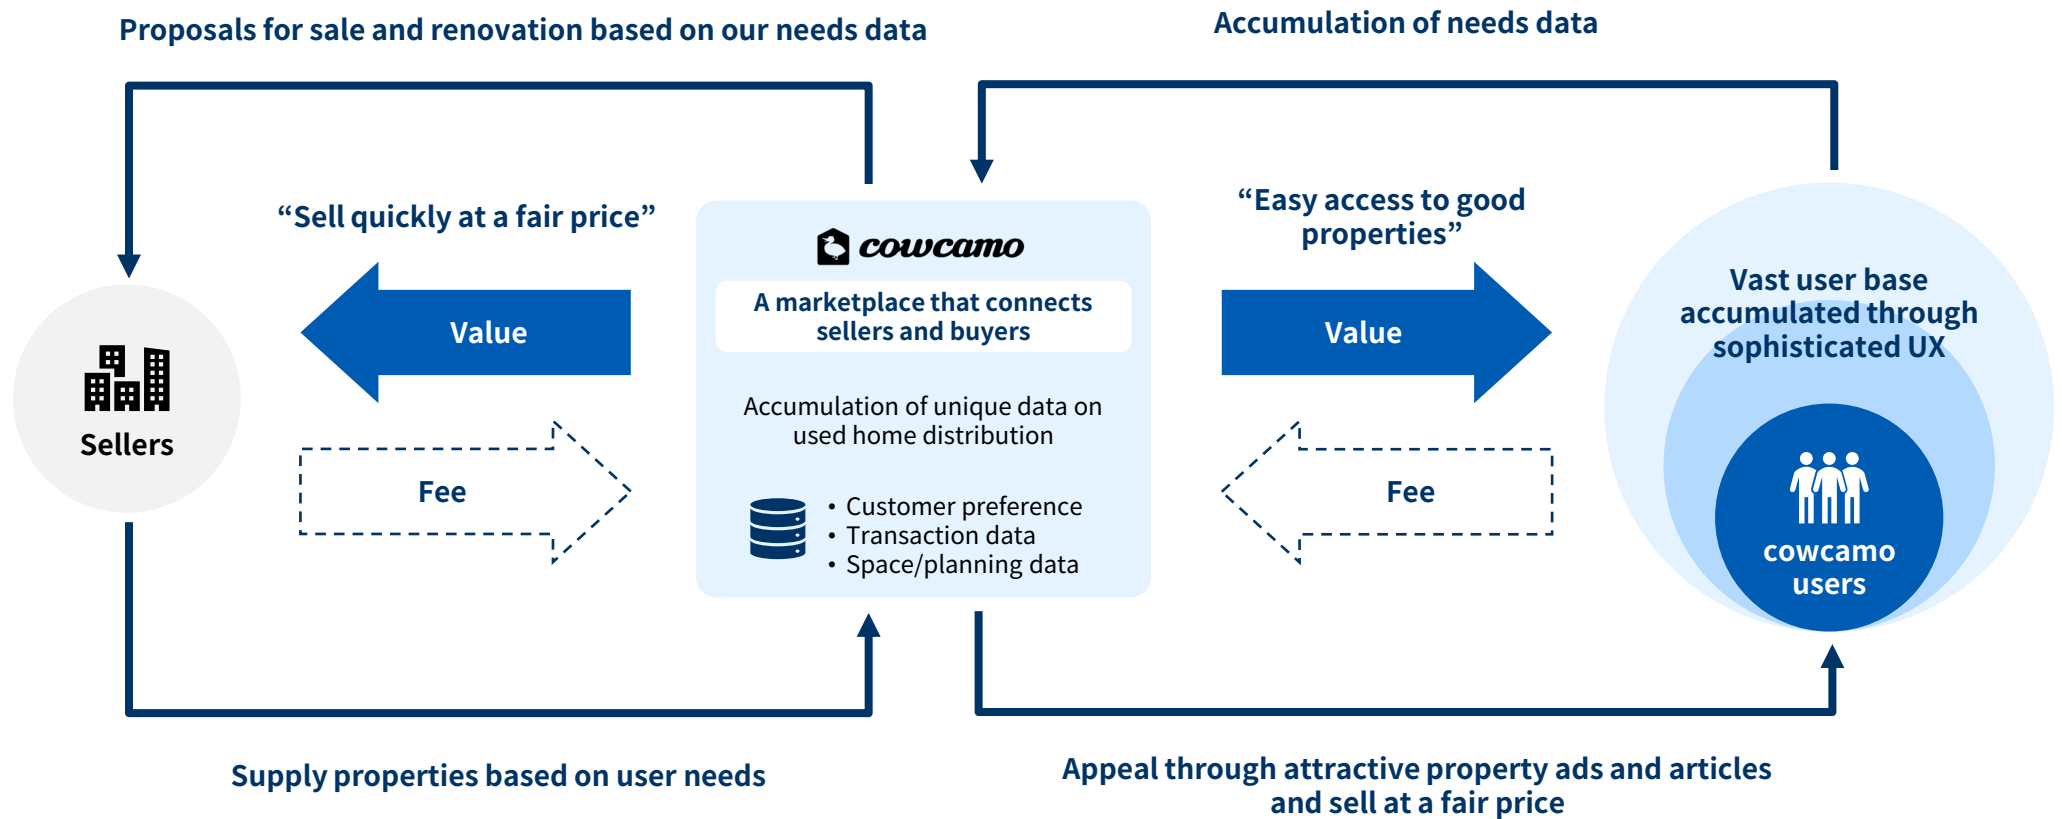 Proposals for sale and renovation based on our needs data
Accumulation of needs data
“Sell quickly at a fair price”
Value
Sellers
Fee
cowcamo
A marketplace that connects
sellers and buyers
Accumulation of unique data on
used home distribution
・Customer preference
・Transaction data
・Space/planning data
“Easy access to good
properties”
Value
Fee
Vast user base
accumulated through
sophisticated UX
cowcamo
users
Supply properties based on user needs
Appeal through attractive property ads and articles
and sell at a fair price